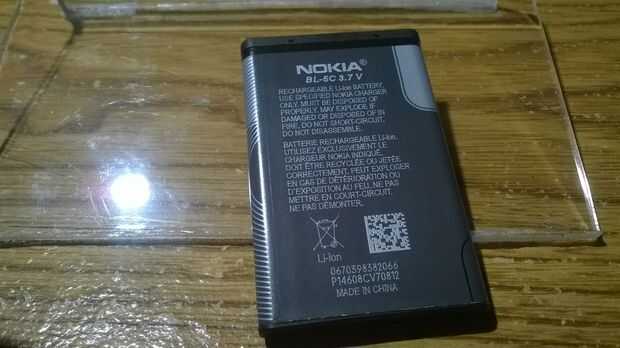 NOKIA
BL-5C 3.7 V
RECHARGEABLE Li-Ion BATTERY
USE SPECIFIED NOKIA CHARGER
ONLY. MUST BE DISPOSED OF
PROPERLY. MAY EXPLODE IF
DAMAGED OR DISPOSED OF IN
FIRE. DO NOT SHORT-CIRCUIT.
DO NOT DISASSEMBLE.
BATTERIE RECHARGEABLE Li-Ion.
UTILISEZ EXCLUSIVEMENT LE
CHARGEUR NOKIA INDIQUÉ.
DOIT ÊTRE RECYCLÉE OU JETÉE
DE FAÇON APPROPRIÉE. PEUT EXPLOSER
EN CAS DE DÉTÉRIORATION OU
D'EXPOSITION AU FEU. NE PAS
METTRE EN COURT-CIRCUIT.
NE PAS DÉMONTER.
Li-Ion
0670398382066
P14608CV70812
MADE IN CHINA